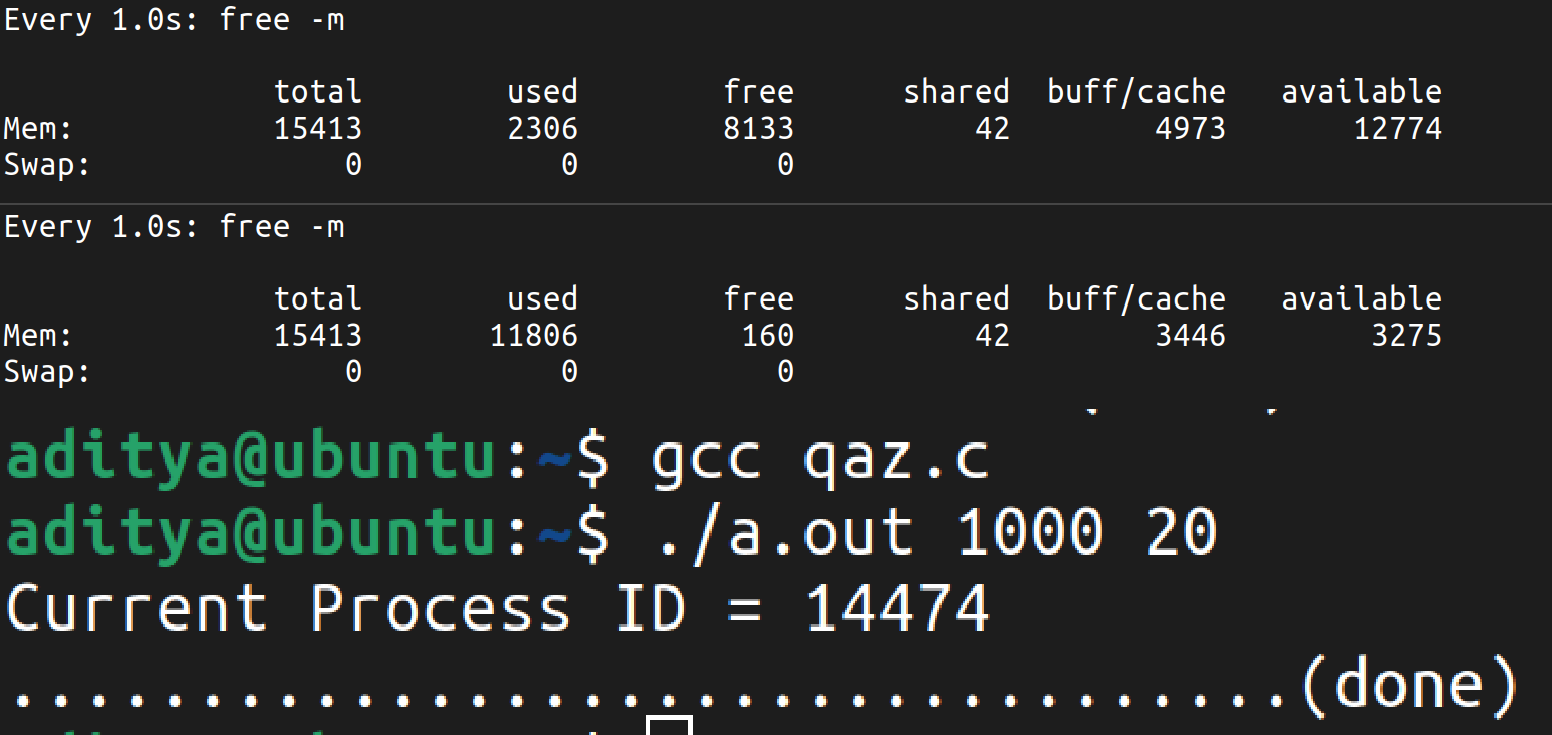 Every 1.0s: free -m
total used free shared buff/cache available
Mem: 15413 2306 8133 42 4973 12774
Swap: 0 0 0
Every 1.0s: free -m
total used free shared buff/cache available
Mem: 15413 11806 160 42 3446 3275
Swap: 0 0 0
aditya@ubuntu:~$ gcc qaz.c
aditya@ubuntu:~$ ./a.out 1000 20
Current Process ID = 14474
..................................(done)